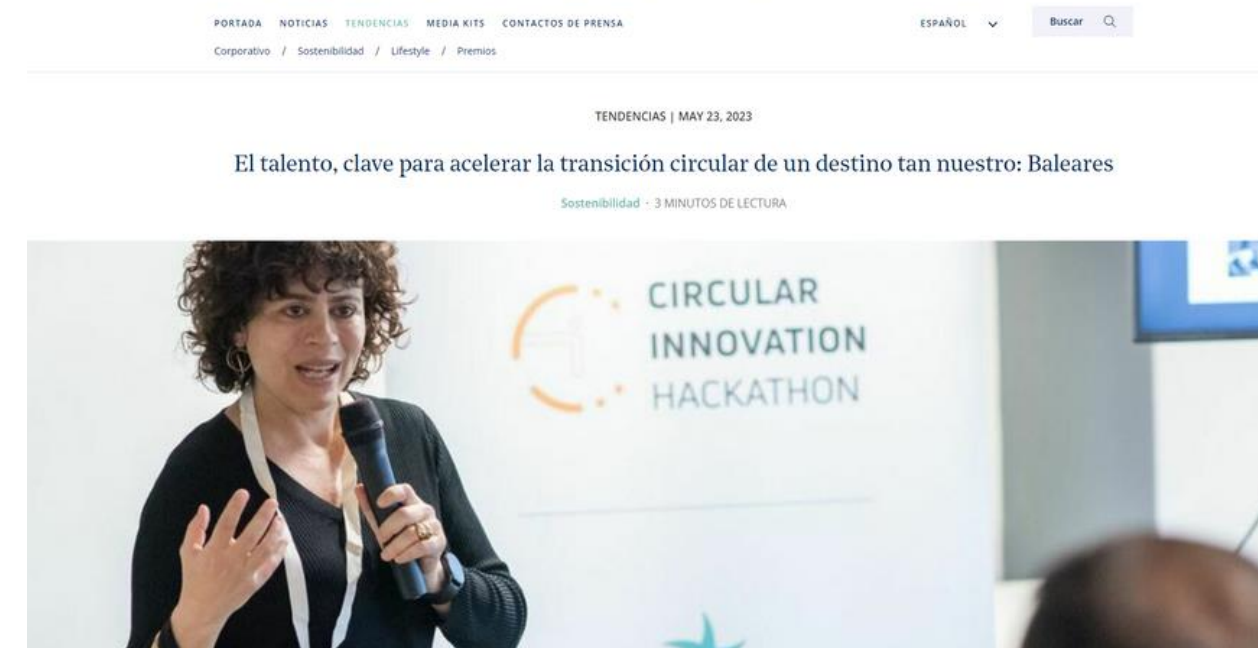 PORTADA NOTICIAS TENDENCIAS MEDIA KITS CONTACTOS DE PRENSA ESPAÑOL Buscar
Corporativo / Sostenibilidad / Lifestyle / Premios
TENDENCIAS | MAY 23, 2023
El talento, clave para acelerar la transición circular de un destino tan nuestro: Baleares
Sostenibilidad · 3 MINUTOS DE LECTURA
CIRCULAR
INNOVATION
HACKATHON